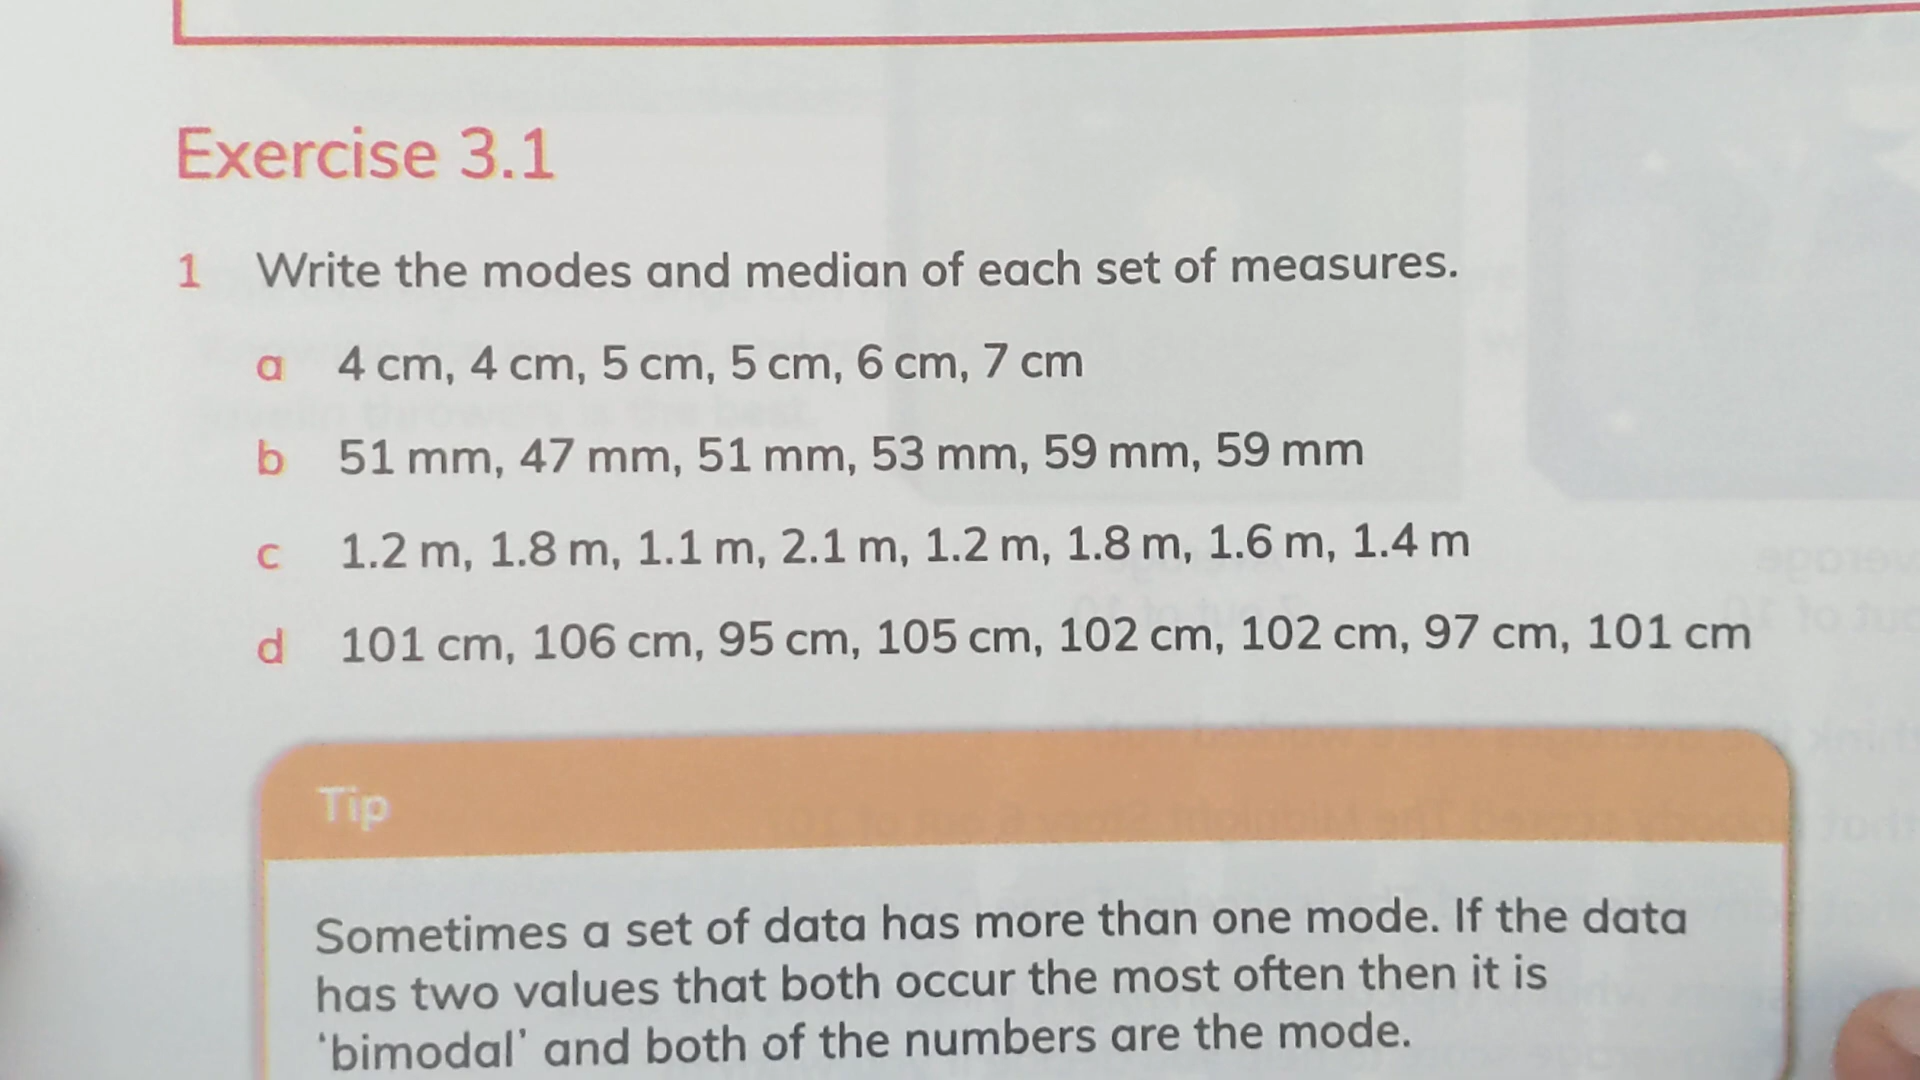 Exercise 3.1
1 Write the modes and median of each set of measures.
a 4 cm, 4 cm, 5 cm, 5 cm, 6 cm, 7 cm
b 51 mm, 47 mm, 51 mm, 53 mm, 59 mm, 59 mm
c 1.2 m, 1.8 m, 1.1 m, 2.1 m, 1.2 m, 1.8 m, 1.6 m, 1.4 m
d 101 cm, 106 cm, 95 cm, 105 cm, 102 cm, 102 cm, 97 cm, 101 cm
Tip
Sometimes a set of data has more than one mode. If the data
has two values that both occur the most often then it is
‘bimodal’ and both of the numbers are the mode.